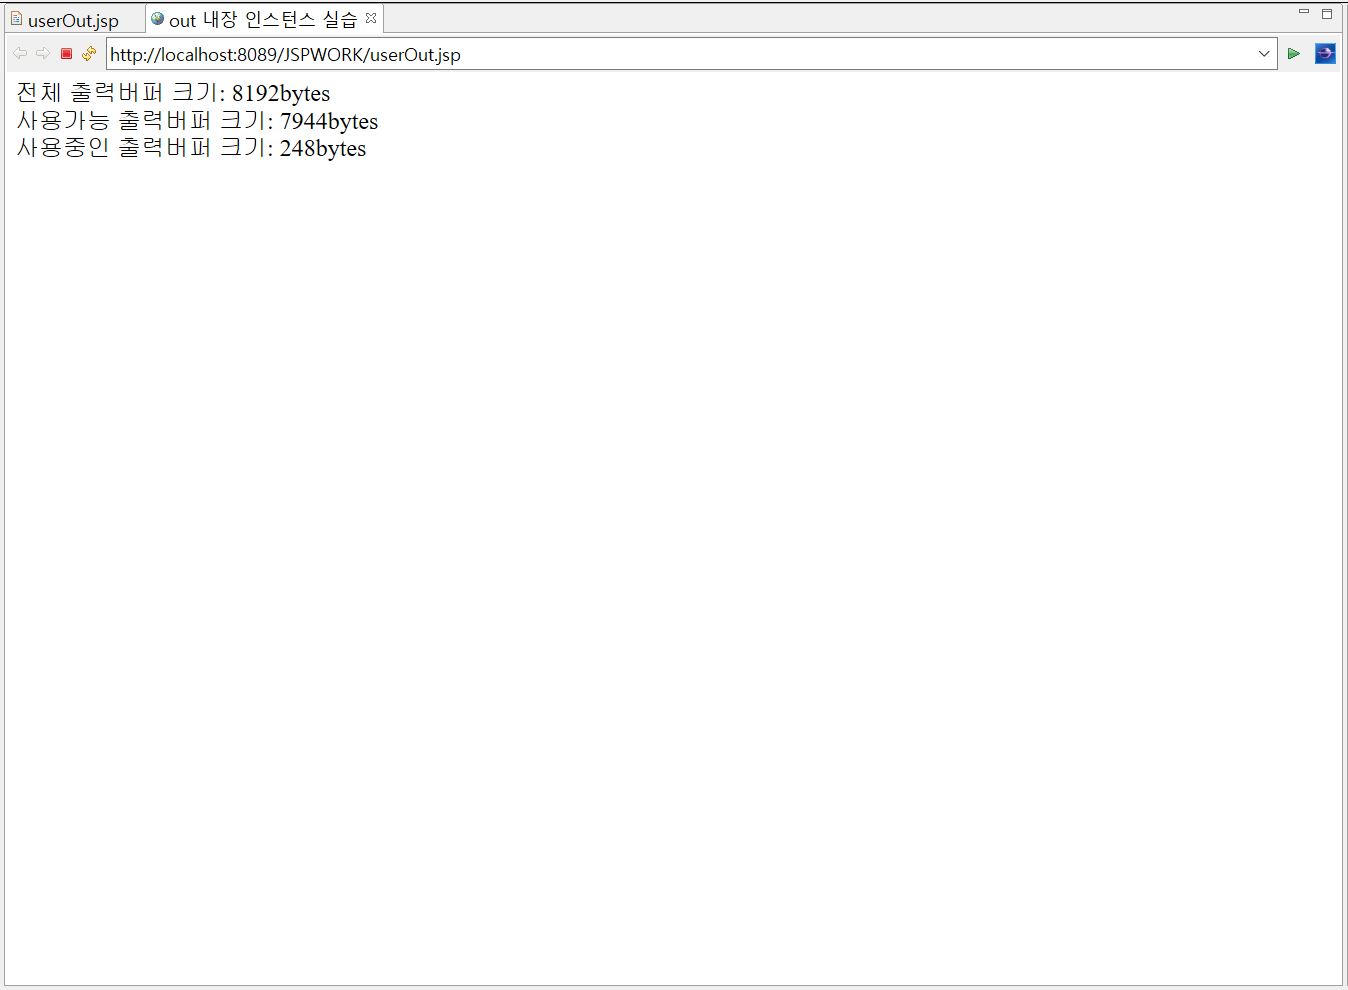 userOut.jsp
out 내장 인스턴스 실습
http://localhost:8089/JSPWORK/userOut.jsp
전체 출력버퍼 크기: 8192bytes
사용가능 출력버퍼 크기: 7944bytes
사용중인 출력버퍼 크기: 248bytes